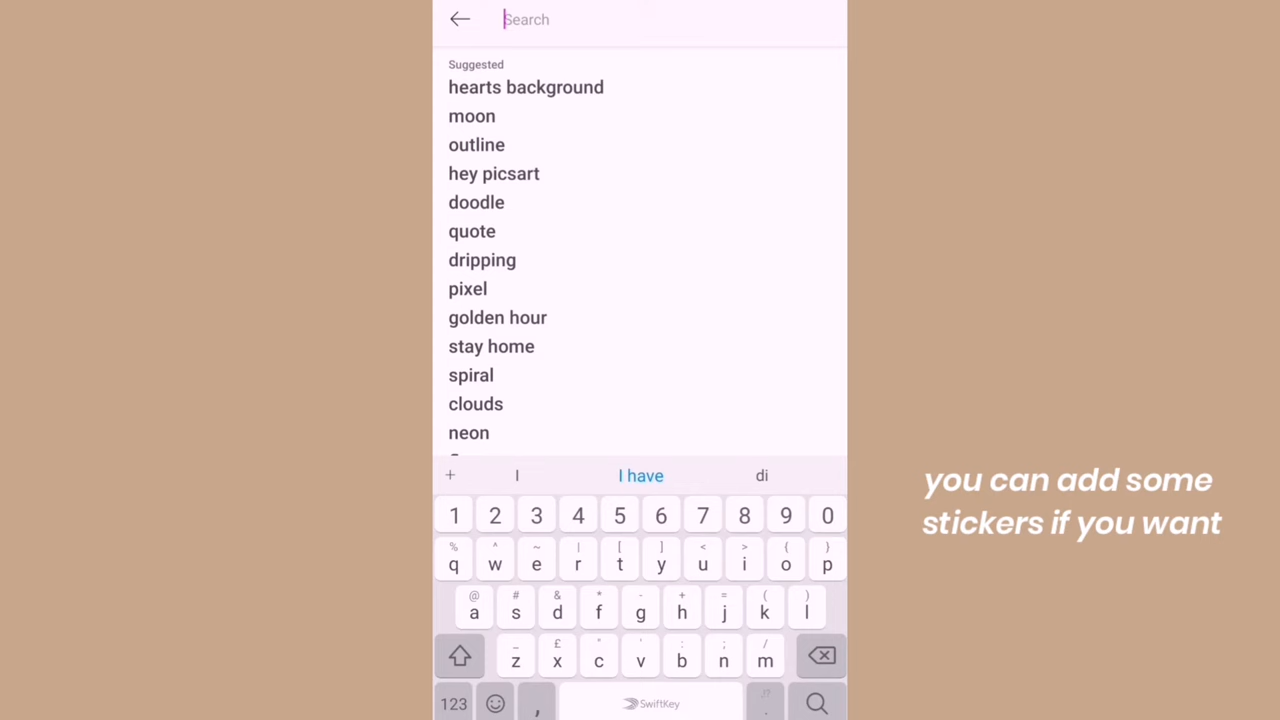 Search
Suggested
hearts background
moon
outline
hey picsart
doodle
quote
dripping
pixel
golden hour
stay home
spiral
clouds
neon
+ I I have di
1 2 3 4 5 6 7 8 9 0
% ^ ~ | [ ] < > { }
q w e r t y u i o p
@ # & * - + = ( )
a s d f g h j k l
_ £ " ' : ; /
z x c v b n m
123 , SwiftKey .
you can add some
stickers if you want